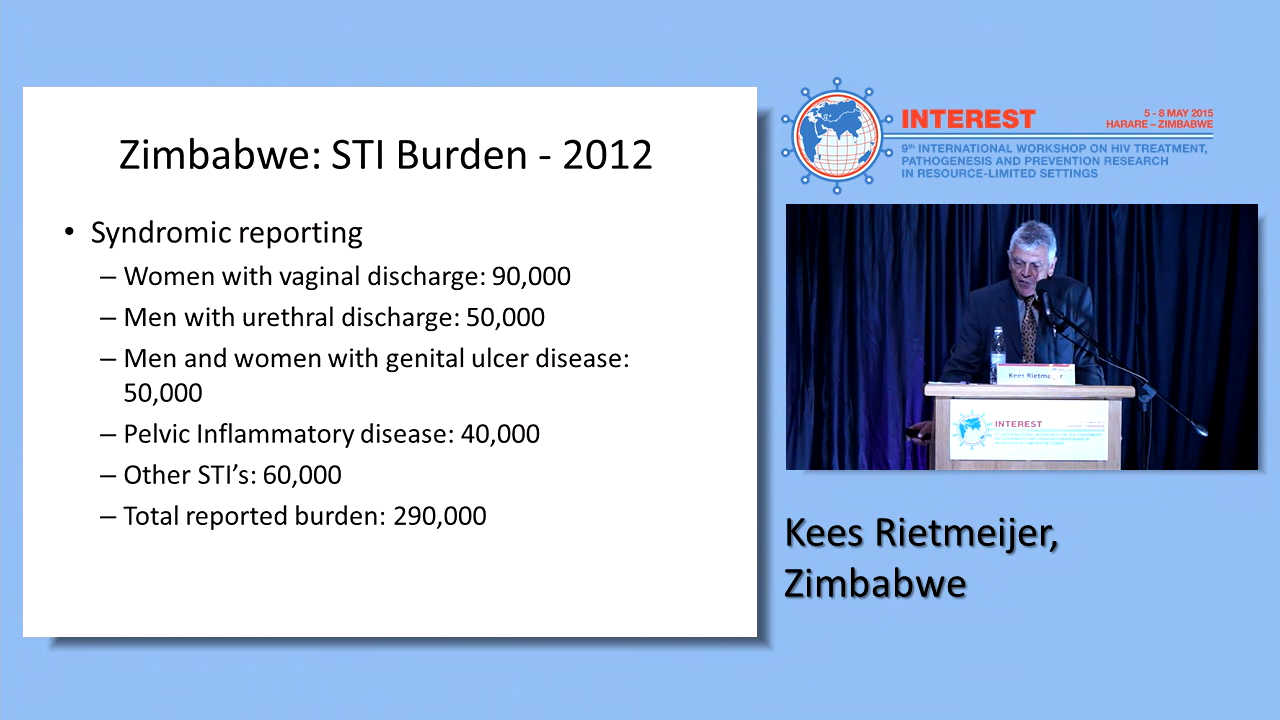 Zimbabwe: STI Burden - 2012
• Syndromic reporting
– Women with vaginal discharge: 90,000
– Men with urethral discharge: 50,000
– Men and women with genital ulcer disease:
50,000
– Pelvic Inflammatory disease: 40,000
– Other STI’s: 60,000
– Total reported burden: 290,000
INTEREST
5 - 8 MAY 2015
HARARE – ZIMBABWE
9th INTERNATIONAL WORKSHOP ON HIV TREATMENT,
PATHOGENESIS AND PREVENTION RESEARCH
IN RESOURCE-LIMITED SETTINGS
Kees Rietmeijer
INTEREST
Kees Rietmeijer,
Zimbabwe